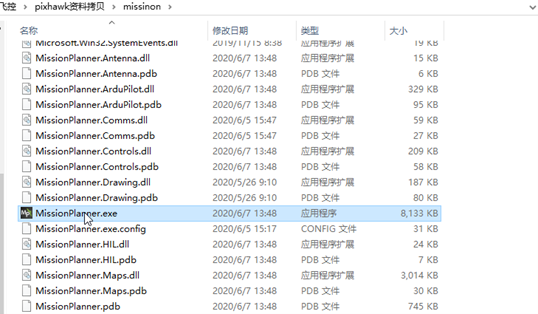 飞控 > pixhawk资料拷贝 > missinon >
名称 修改日期 类型 大小
Microsoft.Win32.SystemEvents.dll 2019/11/15 8:38 应用程序扩展 19 KB
MissionPlanner.Antenna.dll 2020/6/7 13:48 应用程序扩展 15 KB
MissionPlanner.Antenna.pdb 2020/6/7 13:48 PDB 文件 6 KB
MissionPlanner.ArduPilot.dll 2020/6/7 13:48 应用程序扩展 329 KB
MissionPlanner.ArduPilot.pdb 2020/6/7 13:48 PDB 文件 95 KB
MissionPlanner.Comms.dll 2020/6/5 15:47 应用程序扩展 59 KB
MissionPlanner.Comms.pdb 2020/6/5 15:47 PDB 文件 27 KB
MissionPlanner.Controls.dll 2020/6/7 13:48 应用程序扩展 209 KB
MissionPlanner.Controls.pdb 2020/6/7 13:48 PDB 文件 58 KB
MissionPlanner.Drawing.dll 2020/5/26 9:10 应用程序扩展 187 KB
MissionPlanner.Drawing.pdb 2020/5/26 9:10 PDB 文件 80 KB
MissionPlanner.exe 2020/6/7 13:48 应用程序 8,133 KB
MissionPlanner.exe.config 2020/6/5 15:17 CONFIG 文件 31 KB
MissionPlanner.HIL.dll 2020/6/7 13:48 应用程序扩展 24 KB
MissionPlanner.HIL.pdb 2020/6/7 13:48 PDB 文件 7 KB
MissionPlanner.Maps.dll 2020/6/7 13:48 应用程序扩展 3,014 KB
MissionPlanner.Maps.pdb 2020/6/7 13:48 PDB 文件 30 KB
MissionPlanner.pdb 2020/6/7 13:48 PDB 文件 745 KB